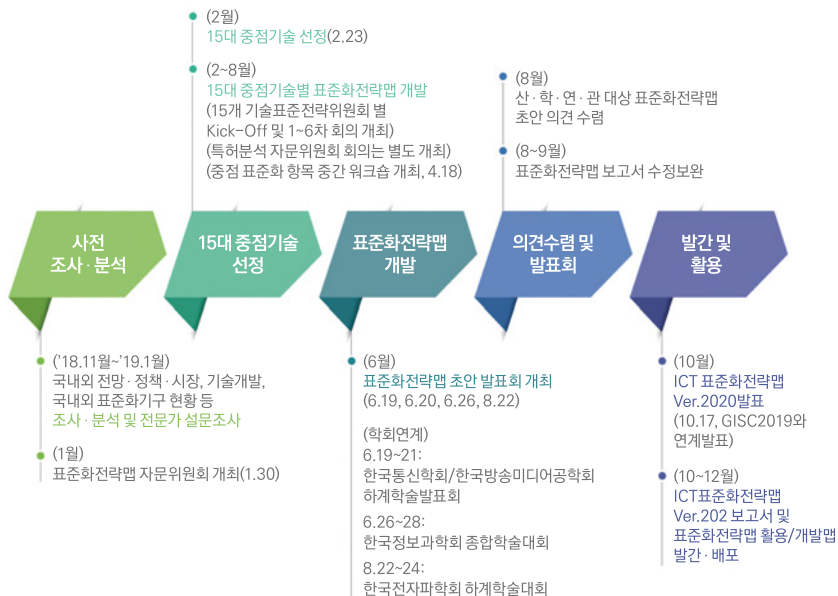 (2월)
15대 중점기술 선정(2.23)
(2~8월)
15대 중점기술별 표준화전략맵 개발
(15개 기술표준전략위원회 별
Kick-Off 및 1~6차 회의 개최)
(특허분석 자문위원회 회의는 별도 개최)
(중점 표준화 항목 중간 워크숍 개최, 4.18)
(8월)
산·학·연·관 대상 표준화전략맵
초안 의견 수렴
(8~9월)
표준화전략맵 보고서 수정보완
사전
조사·분석
15대 중점기술
선정
표준화전략맵
개발
의견수렴 및
발표회
발간 및
활용
('18.11월~'19.1월)
국내외 전망·정책·시장, 기술개발,
국내외 표준화기구 현황 등
조사·분석 및 전문가 설문조사
(1월)
표준화전략맵 자문위원회 개최(1.30)
(6월)
표준화전략맵 초안 발표회 개최
(6.19, 6.20, 6.26, 8.22)
(학회연계)
6.19~21:
한국통신학회/한국방송미디어공학회
하계학술발표회
6.26~28:
한국정보과학회 종합학술대회
8.22~24:
한국전자파학회 하계학술대회
(10월)
ICT 표준화전략맵
Ver.2020발표
(10.17, GISC2019와
연계발표)
(10~12월)
ICT표준화전략맵
Ver.202 보고서 및
표준화전략맵 활용/개발맵
발간·배포